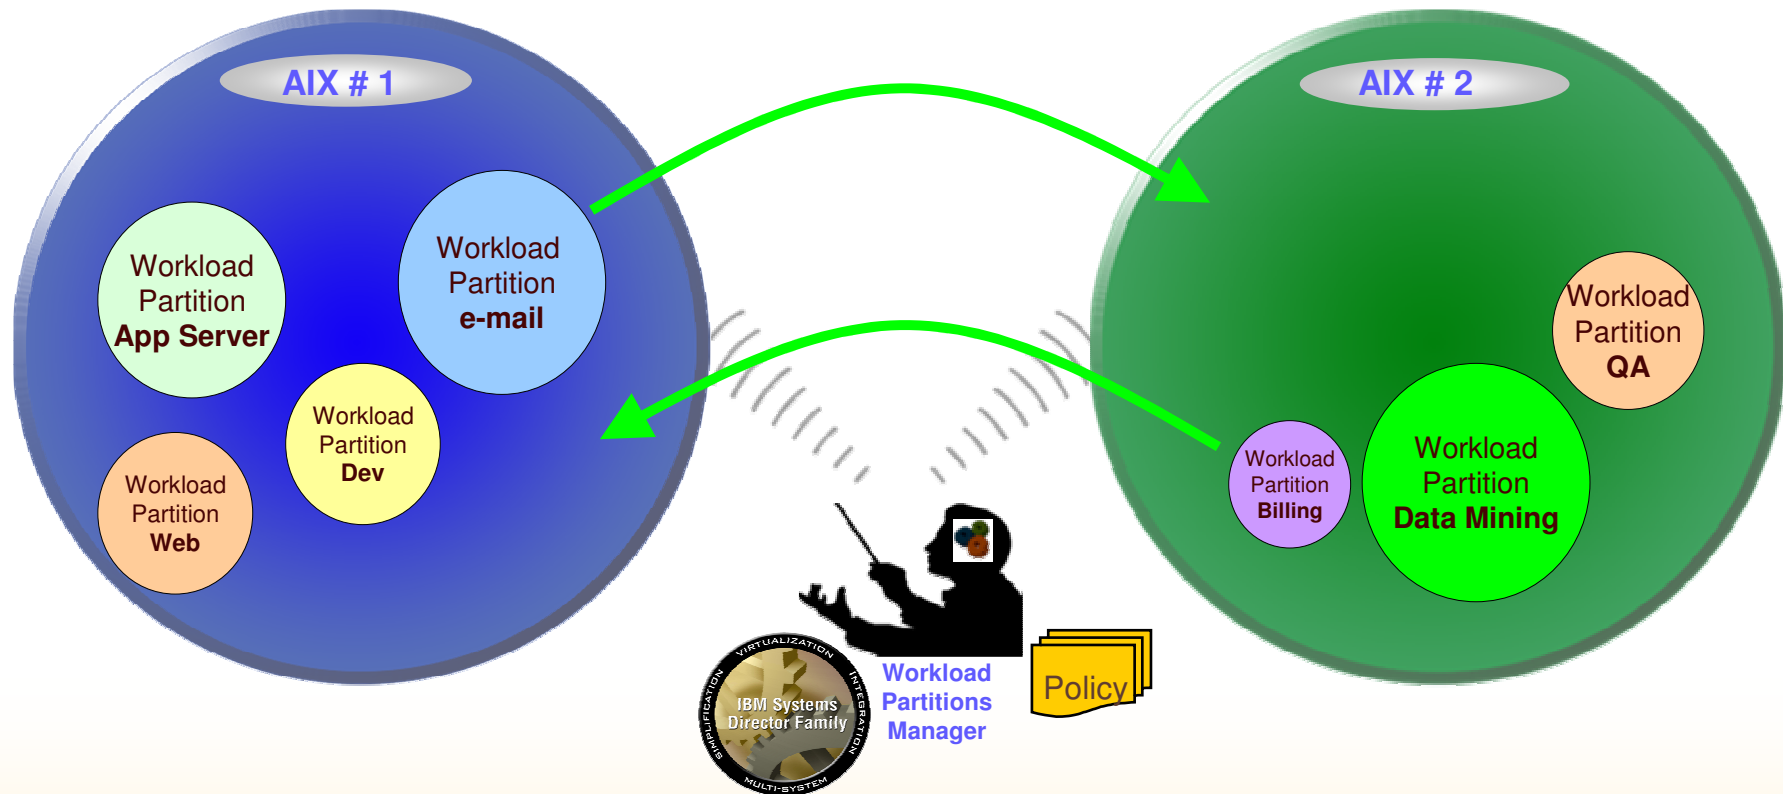 AIX # 1
AIX # 2
Workload
Partition
App Server
Workload
Partition
e-mail
Workload
Partition
Dev
Workload
Partition
Web
Workload
Partition
QA
Workload
Partition
Billing
Workload
Partition
Data Mining
SIMPLIFICATION VIRTUALIZATION INTEGRATION MULTI-SYSTEM
IBM Systems
Director Family
Workload
Partitions
Manager
Policy